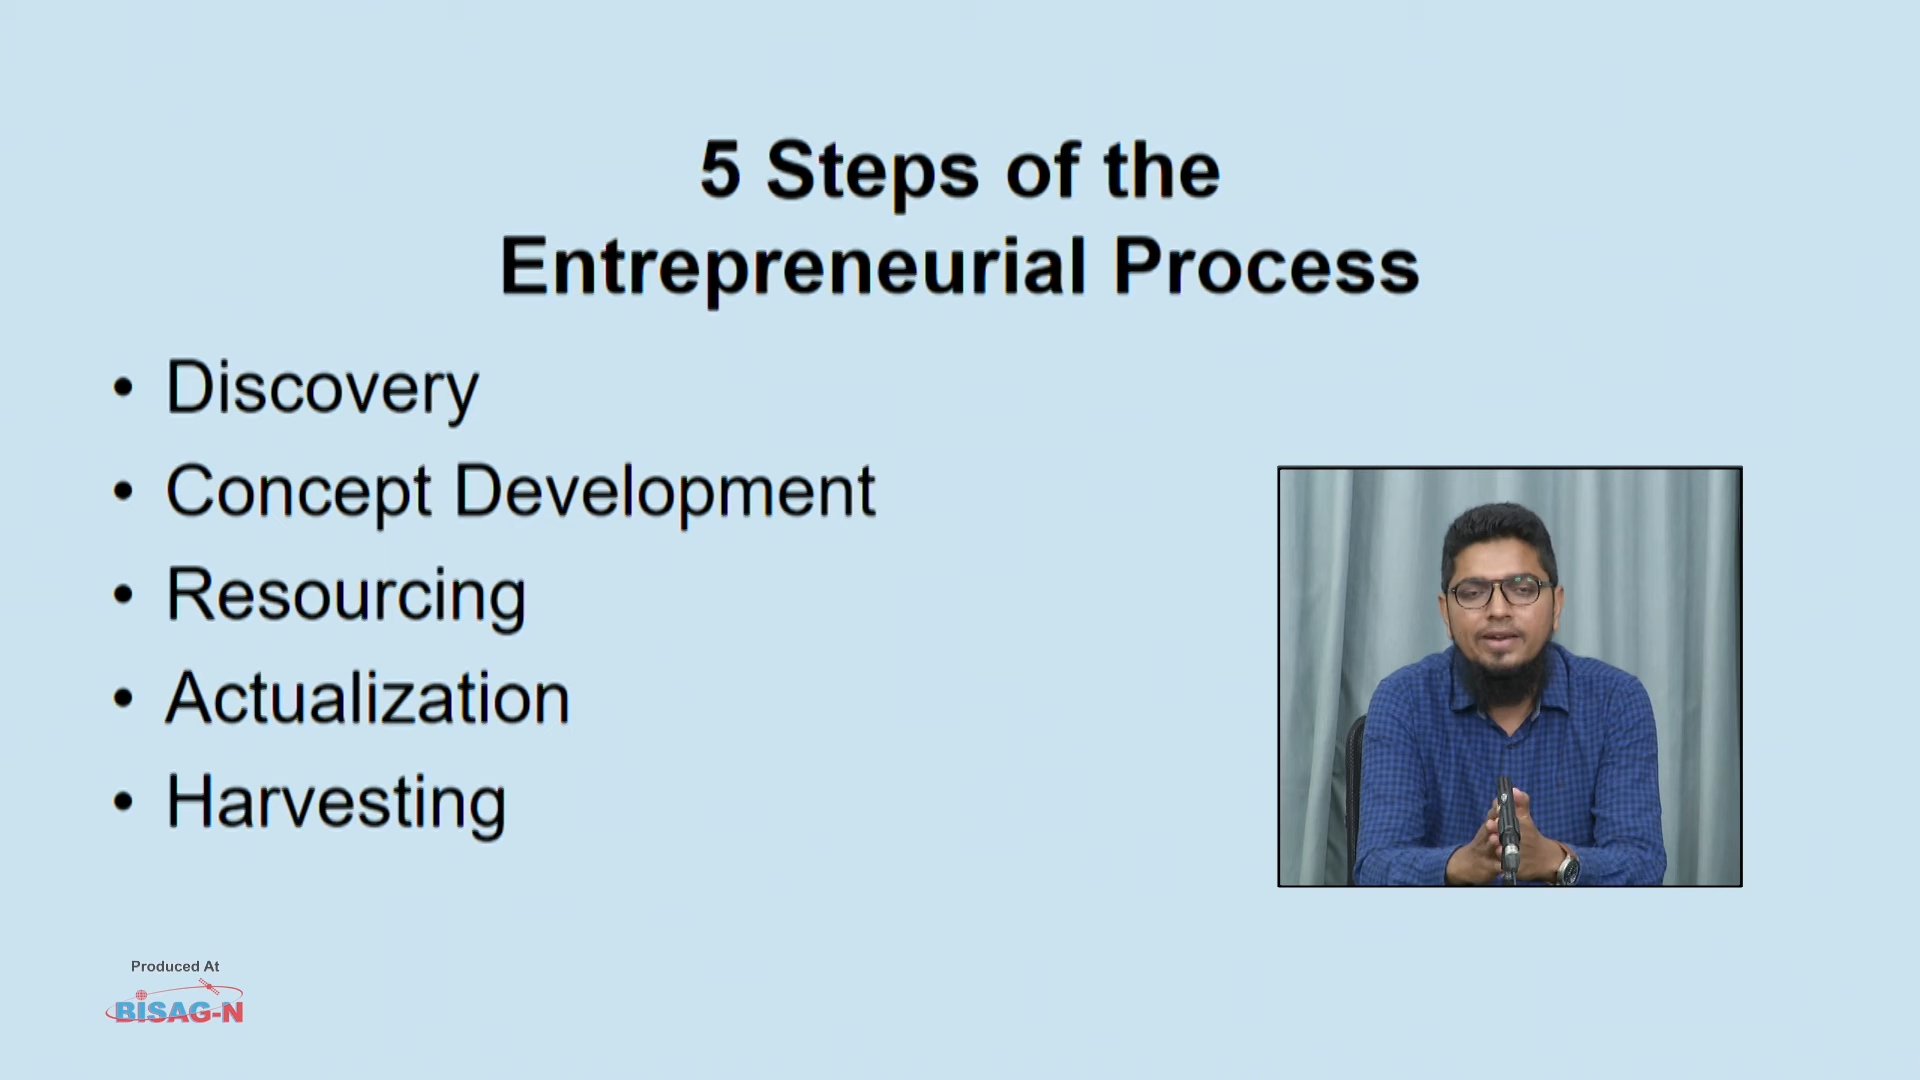 5 Steps of the
Entrepreneurial Process
• Discovery
• Concept Development
• Resourcing
• Actualization
• Harvesting
Produced At
BISAG-N